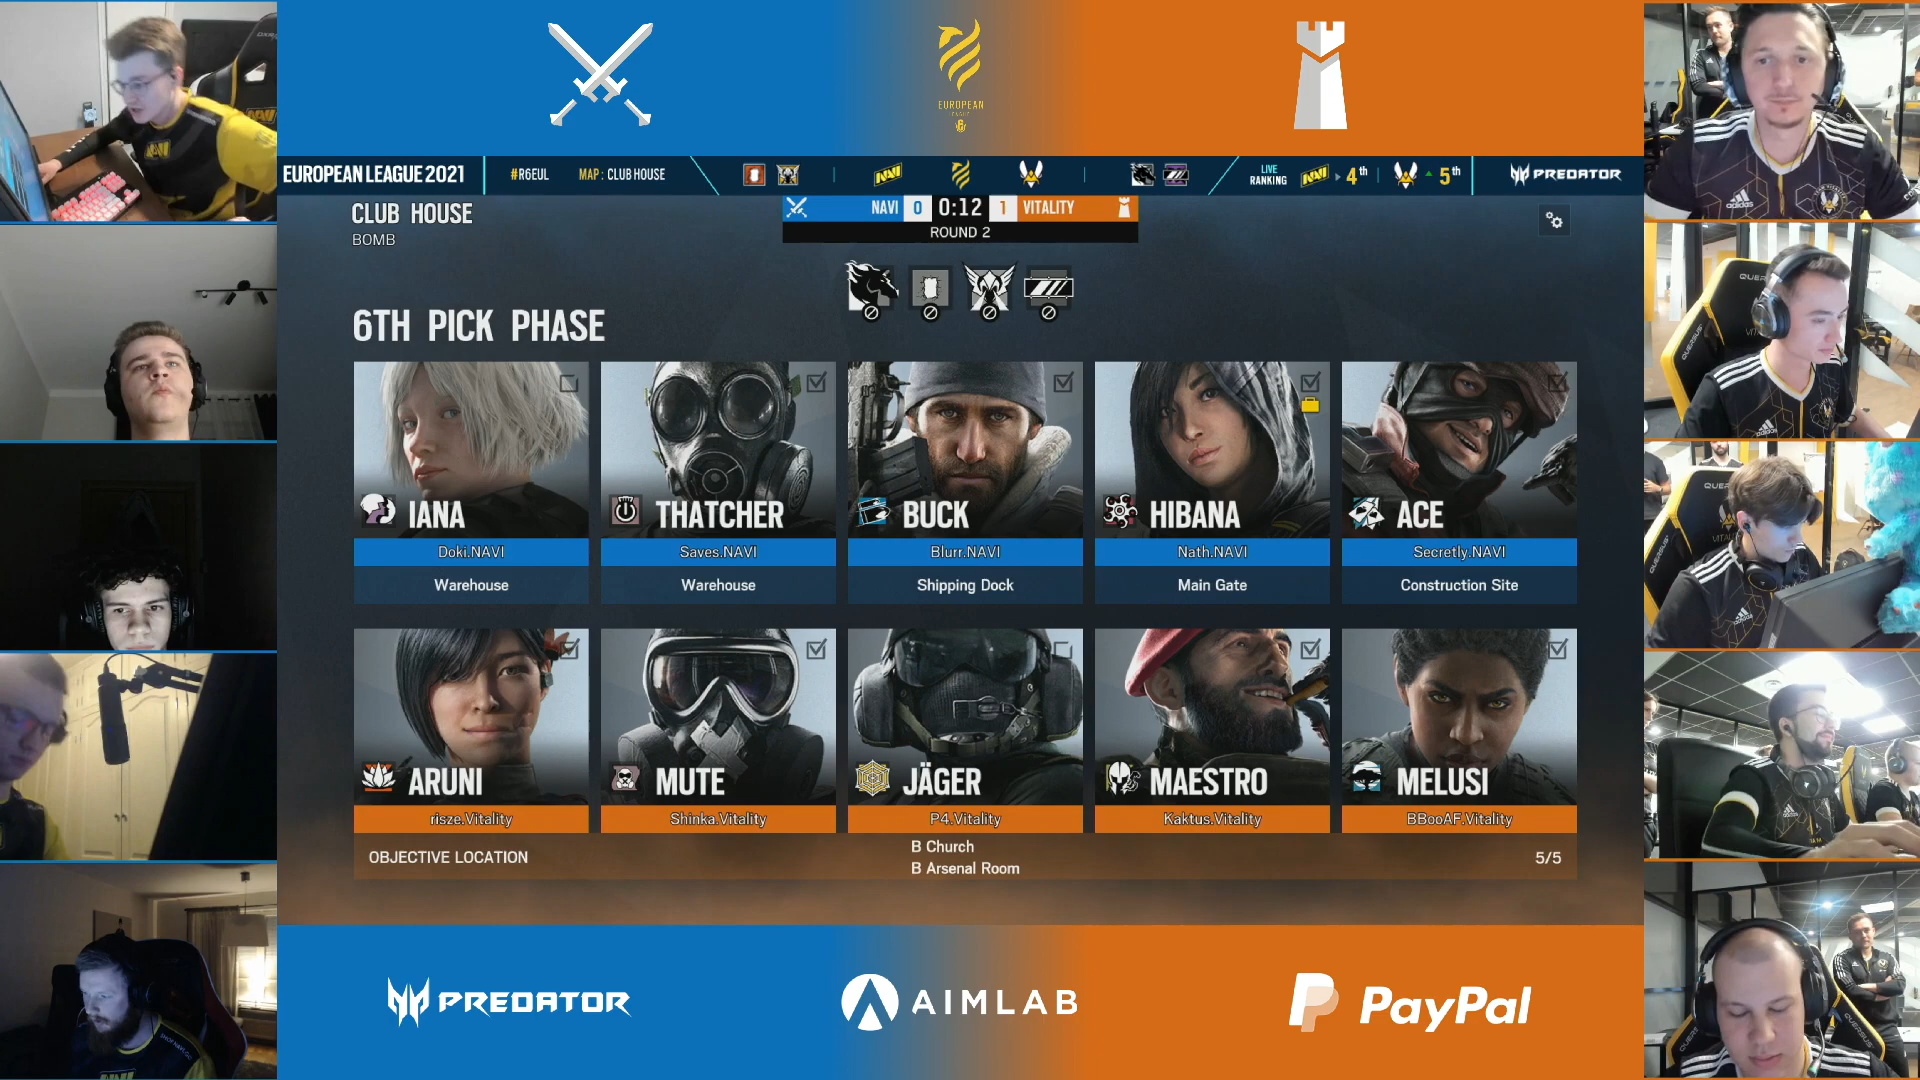 EUROPEAN
LEAGUE
EUROPEAN LEAGUE 2021
#R6EUL
MAP : CLUB HOUSE
LIVE RANKING
4th
5th
PREDATOR
CLUB HOUSE
BOMB
NAVI 0 0:12 1 VITALITY
ROUND 2
6TH PICK PHASE
IANA
THATCHER
BUCK
HIBANA
ACE
Doki.NAVI
Saves.NAVI
Blurr.NAVI
Nath.NAVI
Secretly.NAVI
Warehouse
Warehouse
Shipping Dock
Main Gate
Construction Site
ARUNI
MUTE
JÄGER
MAESTRO
MELUSI
risze.Vitality
Shinka.Vitality
P4.Vitality
Kaktus.Vitality
BBooAF.Vitality
OBJECTIVE LOCATION
B Church
B Arsenal Room
5/5
PREDATOR
AIMLAB
PayPal